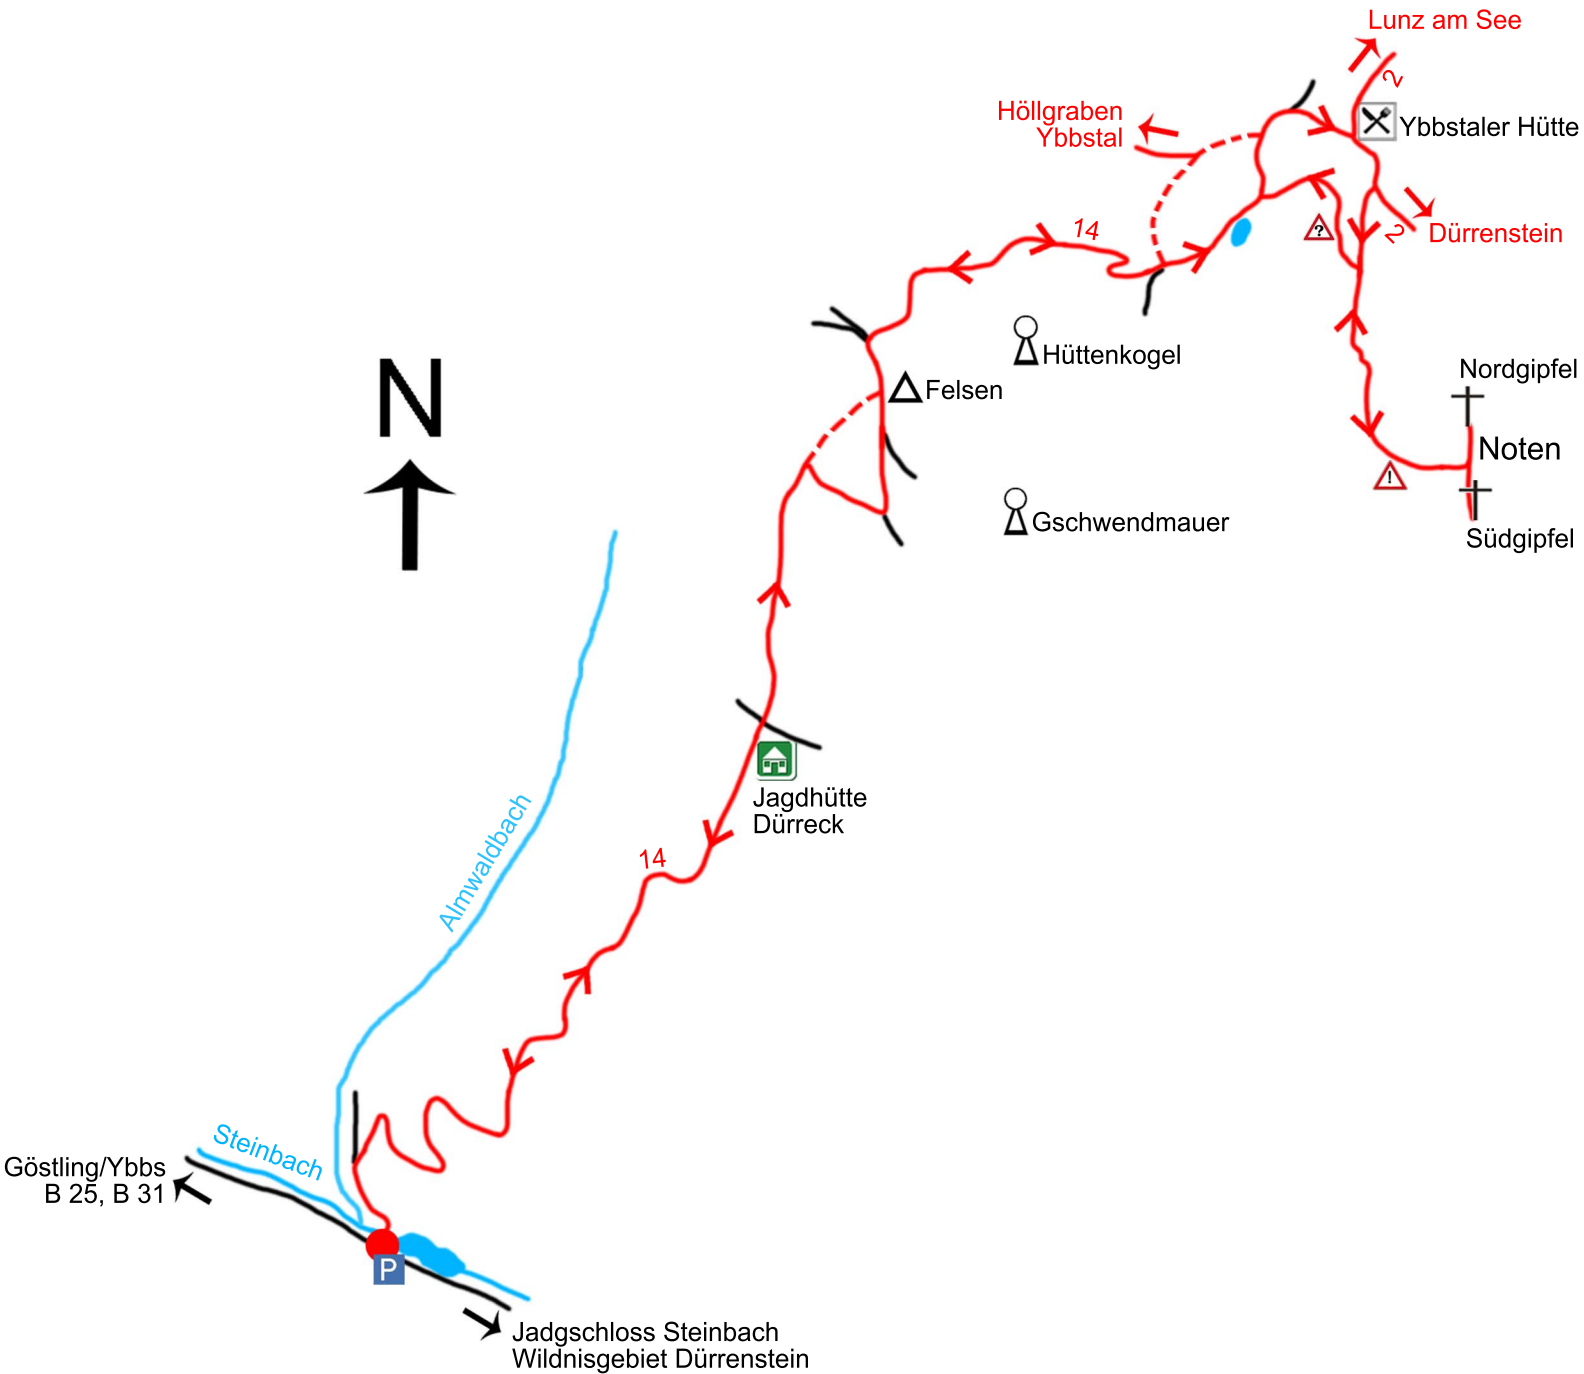 Lunz am See
2
Höllgraben
Ybbstal
Ybbstaler Hütte
14
?
2
Dürrenstein
Hüttenkogel
Nordgipfel
N
Felsen
Noten
!
Gschwendmauer
Südgipfel
Jagdhütte
Dürreck
Almwaldbach
14
Steinbach
Göstling/Ybbs
B 25, B 31
P
Jadgschloss Steinbach
Wildnisgebiet Dürrenstein